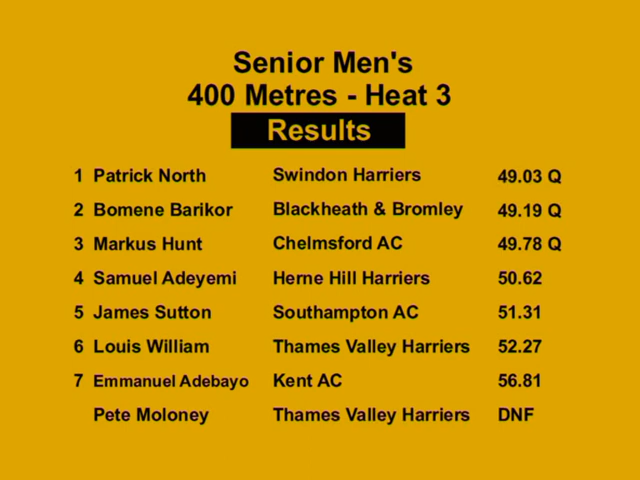 Senior Men's
400 Metres - Heat 3
Results
1 Patrick North Swindon Harriers 49.03 Q
2 Bomene Barikor Blackheath & Bromley 49.19 Q
3 Markus Hunt Chelmsford AC 49.78 Q
4 Samuel Adeyemi Herne Hill Harriers 50.62
5 James Sutton Southampton AC 51.31
6 Louis William Thames Valley Harriers 52.27
7 Emmanuel Adebayo Kent AC 56.81
Pete Moloney Thames Valley Harriers DNF